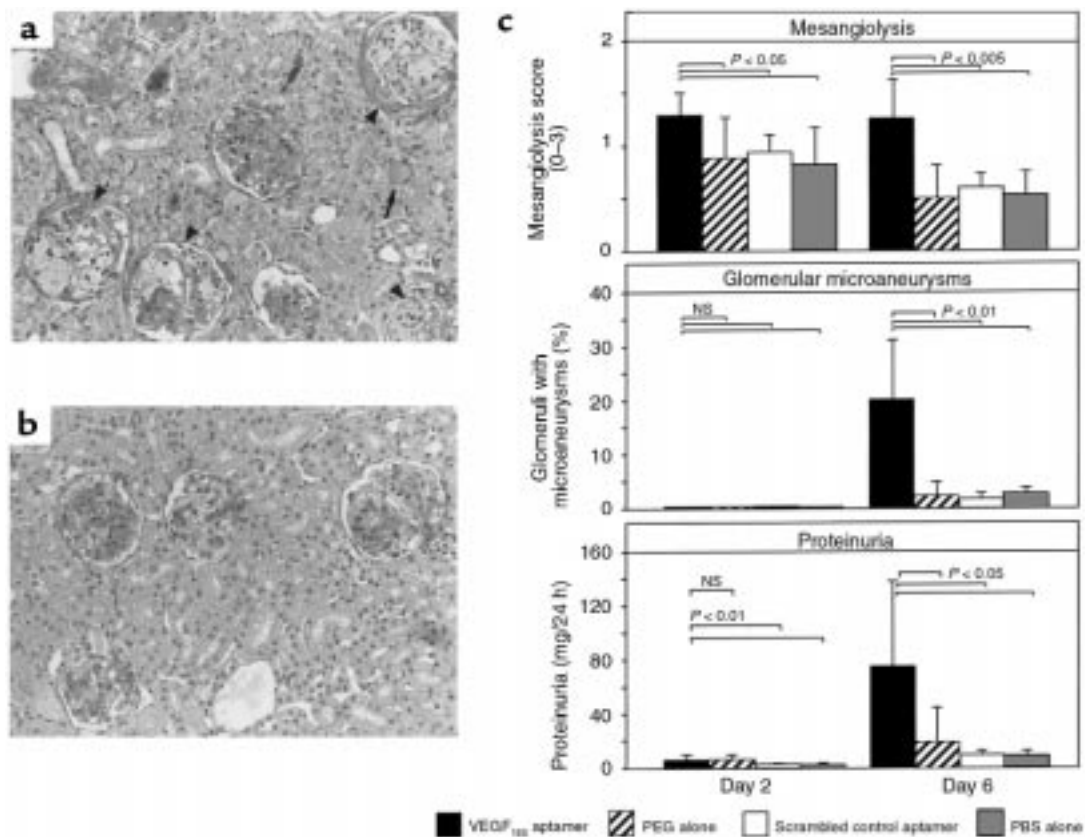 a
b
c
Mesangiolysis
Mesangiolysis score
(0–3)
2
1
0
P < 0.05
P < 0.005
Glomerular microaneurysms
Glomeruli with
microaneurysms (%)
40
30
20
10
0
NS
P < 0.01
Proteinuria
Proteinuria (mg/24 h)
160
120
80
40
0
NS
P < 0.01
P < 0.05
Day 2
Day 6
VEGF165 aptamer
PEG alone
Scrambled control aptamer
PBS alone